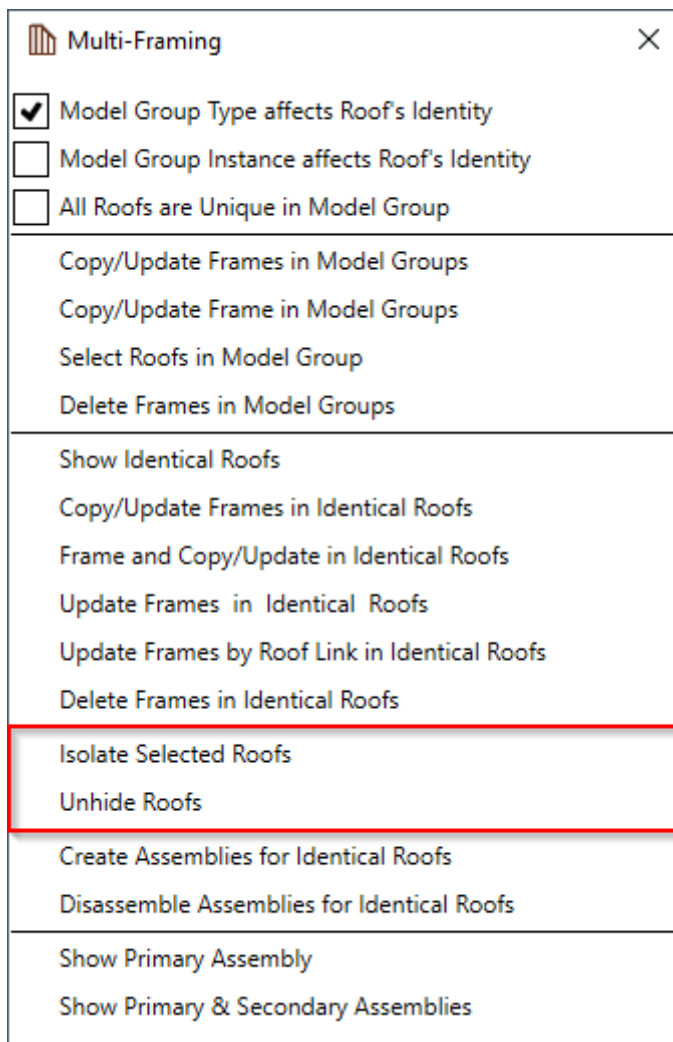 Multi-Framing
Model Group Type affects Roof's Identity
Model Group Instance affects Roof's Identity
All Roofs are Unique in Model Group
Copy/Update Frames in Model Groups
Copy/Update Frame in Model Groups
Select Roofs in Model Group
Delete Frames in Model Groups
Show Identical Roofs
Copy/Update Frames in Identical Roofs
Frame and Copy/Update in Identical Roofs
Update Frames  in  Identical  Roofs
Update Frames by Roof Link in Identical Roofs
Delete Frames in Identical Roofs
Isolate Selected Roofs
Unhide Roofs
Create Assemblies for Identical Roofs
Disassemble Assemblies for Identical Roofs
Show Primary Assembly
Show Primary & Secondary Assemblies